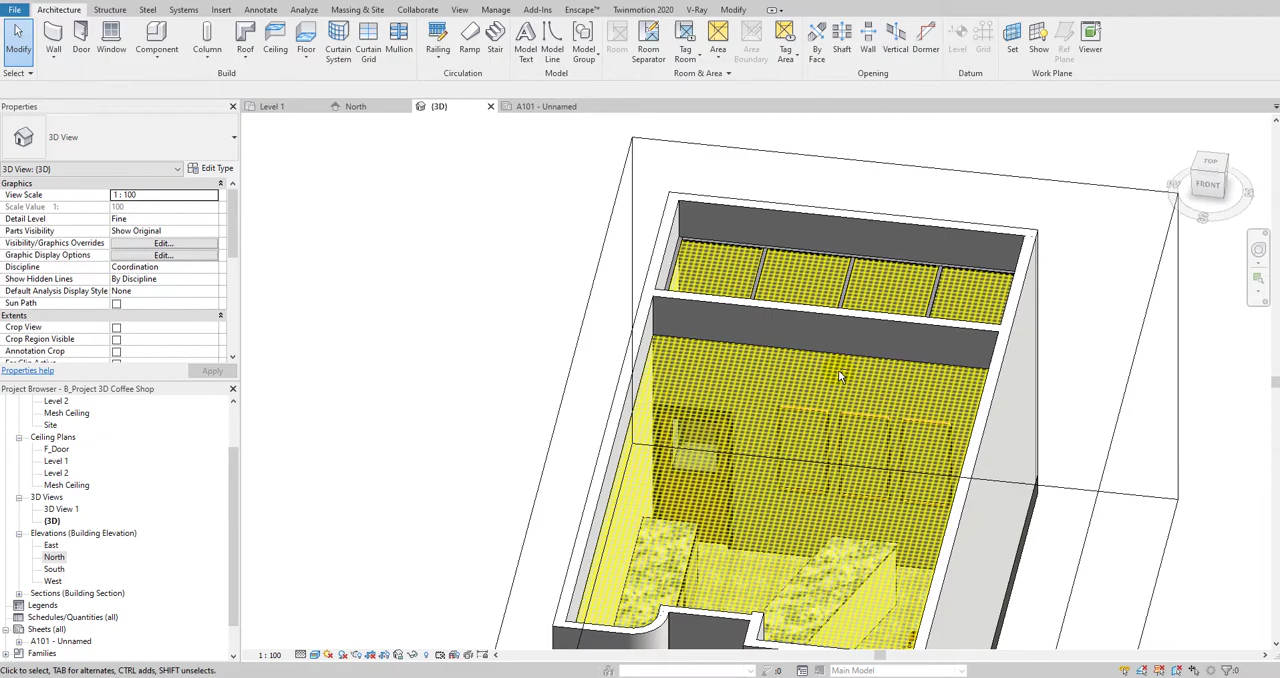 File Architecture Structure Steel Systems Insert Annotate Analyze Massing & Site Collaborate View Manage Add-Ins Enscape™ Twinmotion 2020 V-Ray Modify
Modify Wall Door Window Component Column Roof Ceiling Floor Curtain System Curtain Grid Mullion Railing Ramp Stair Model Text Model Line Model Group Room Room Separator Tag Room Area Area Boundary Tag Area By Face Shaft Wall Vertical Dormer Level Grid Set Show Ref Plane Viewer
Select Build Circulation Model Room & Area Opening Datum Work Plane
Properties
Level 1 North {3D} A101 - Unnamed
3D View
3D View: {3D} Edit Type
Graphics
View Scale 1 : 100
Scale Value 1: 100
Detail Level Fine
Parts Visibility Show Original
Visibility/Graphics Overrides Edit...
Graphic Display Options Edit...
Discipline Coordination
Show Hidden Lines By Discipline
Default Analysis Display Style None
Sun Path
Extents
Crop View
Crop Region Visible
Annotation Crop
Properties help Apply
Project Browser - B_Project 3D Coffee Shop
Level 2
Mesh Ceiling
Site
Ceiling Plans
F_Door
Level 1
Level 2
Mesh Ceiling
3D Views
3D View 1
{3D}
Elevations (Building Elevation)
East
North
South
West
Sections (Building Section)
Legends
Schedules/Quantities (all)
Sheets (all)
A101 - Unnamed
Families
TOP
FRONT
1 : 100
Click to select, TAB for alternates, CTRL adds, SHIFT unselects.
:0 Main Model :0